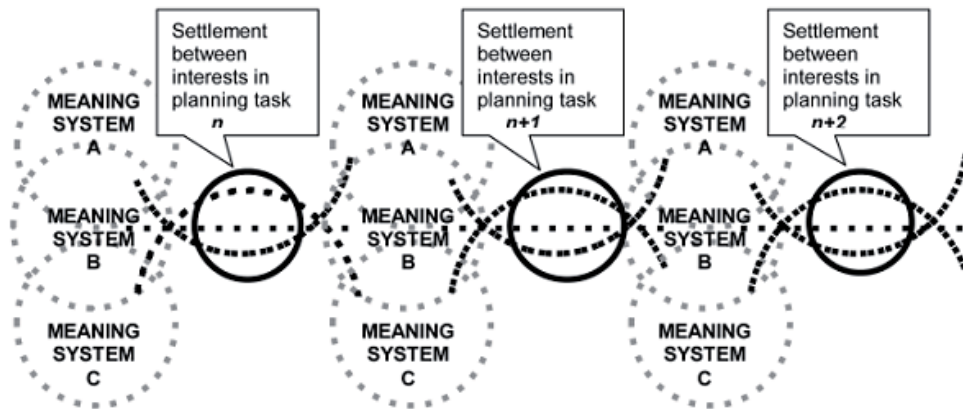 Settlement
between
interests in
planning task
n
Settlement
between
interests in
planning task
n+1
Settlement
between
interests in
planning task
n+2
MEANING
SYSTEM
A
MEANING
SYSTEM
B
MEANING
SYSTEM
C
MEANING
SYSTEM
A
MEANING
SYSTEM
B
MEANING
SYSTEM
C
MEANING
SYSTEM
A
MEANING
SYSTEM
B
MEANING
SYSTEM
C